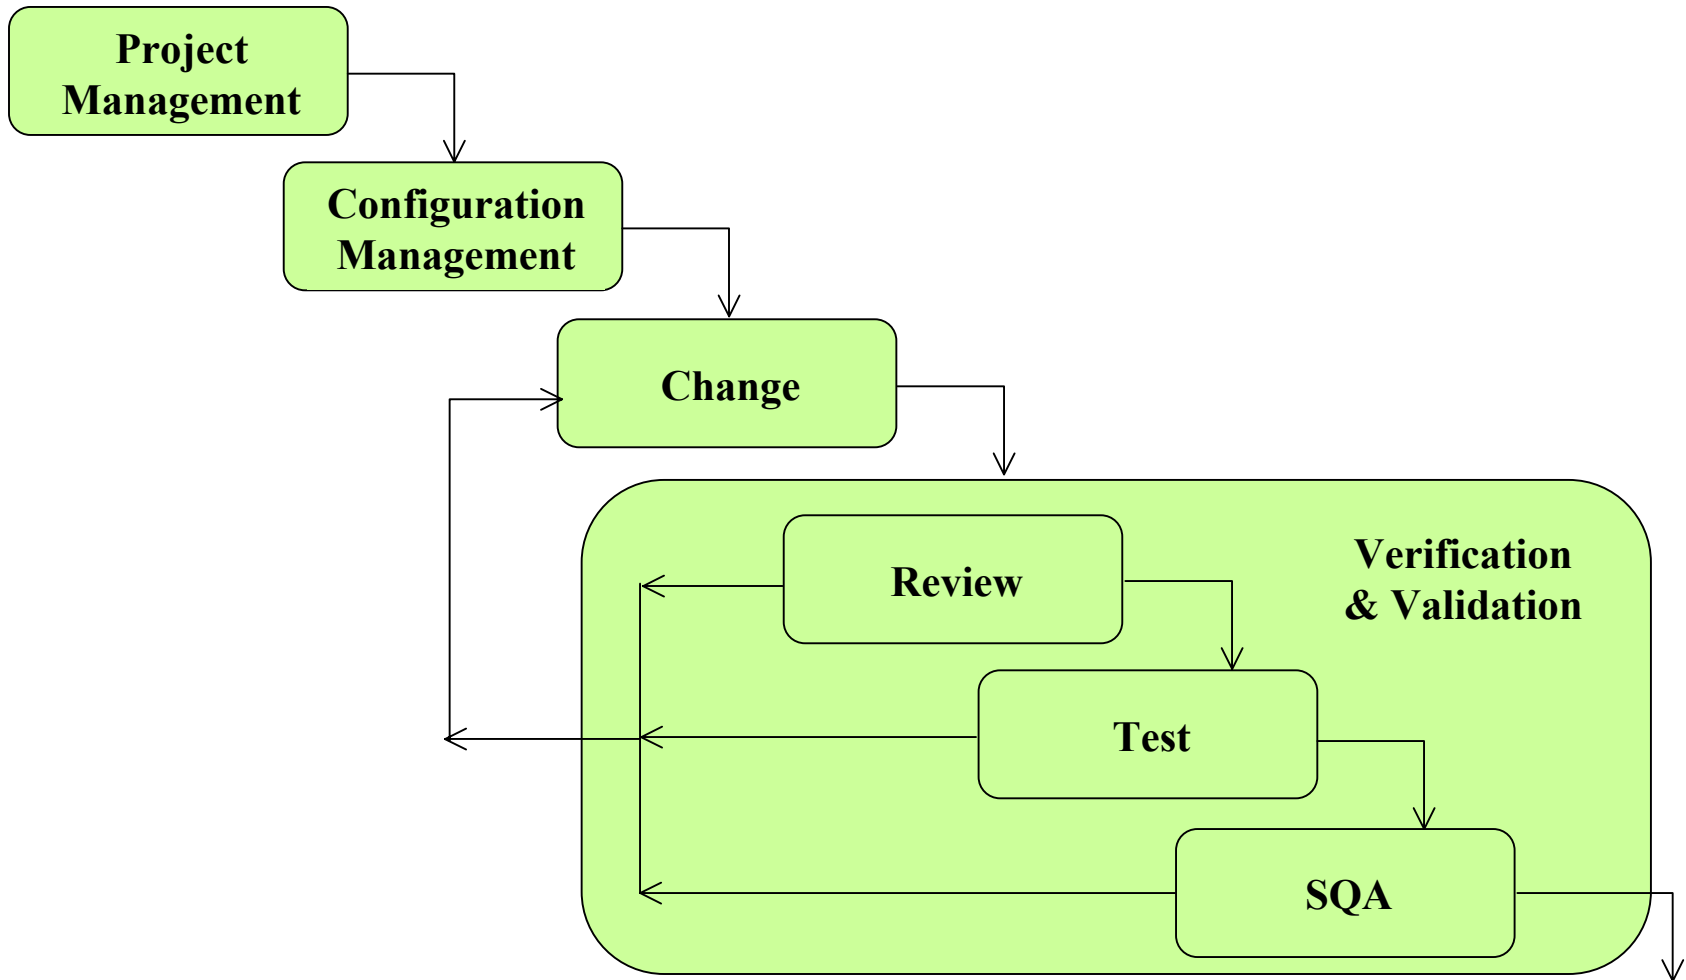 Project
Management
Configuration
Management
Change
Review
Verification
& Validation
Test
SQA